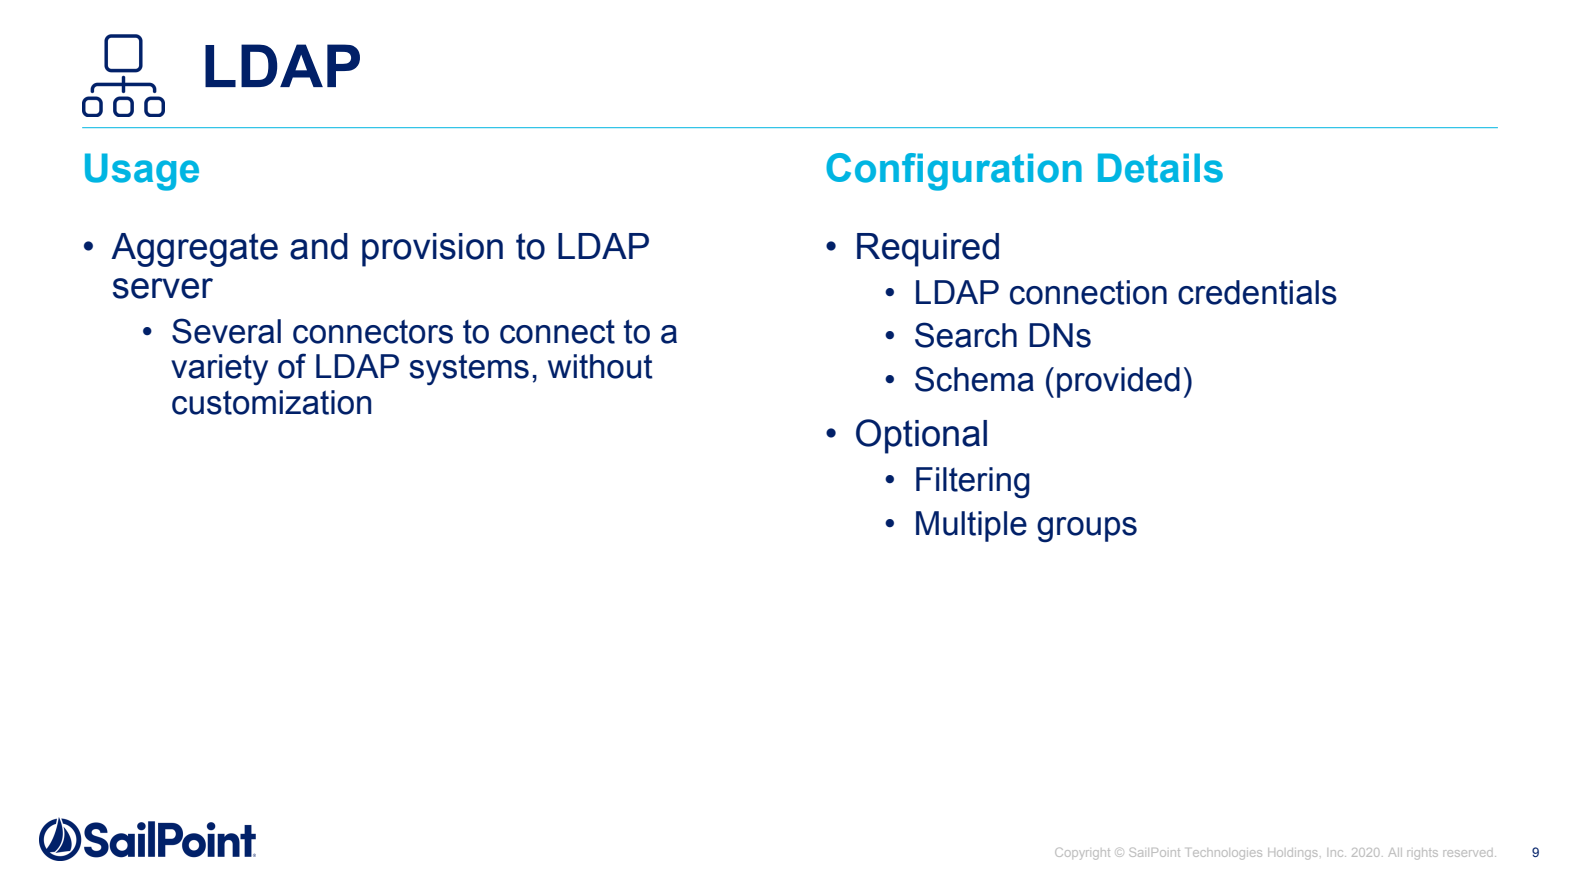 LDAP
Usage
• Aggregate and provision to LDAP
server
• Several connectors to connect to a
variety of LDAP systems, without
customization
Configuration Details
• Required
• LDAP connection credentials
• Search DNs
• Schema (provided)
• Optional
• Filtering
• Multiple groups
SailPoint
Copyright © SailPoint Technologies Holdings, Inc. 2020. All rights reserved.
9